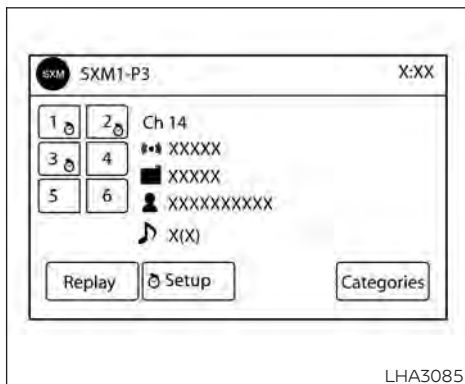 SXM SXM1-P3 X:XX
1 2 Ch 14
XXXXX
3 4 XXXXX
5 6 XXXXXXXXXX
X(X)
Replay Setup Categories
LHA3085